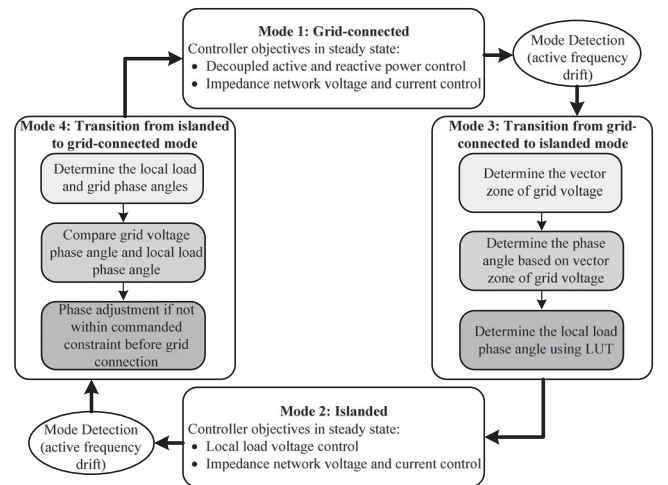 Mode 1: Grid-connected
Controller objectives in steady state:
• Decoupled active and reactive power control
• Impedance network voltage and current control
Mode Detection
(active frequency
drift)
Mode 4: Transition from islanded
to grid-connected mode
Determine the local load
and grid phase angles
Compare grid voltage
phase angle and local load
phase angle
Phase adjustment if not
within commanded
constraint before grid
connection
Mode 3: Transition from grid-
connected to islanded mode
Determine the vector
zone of grid voltage
Determine the phase
angle based on vector
zone of grid voltage
Determine the local load
phase angle using LUT
Mode 2: Islanded
Controller objectives in steady state:
• Local load voltage control
• Impedance network voltage and current control
Mode Detection
(active frequency
drift)